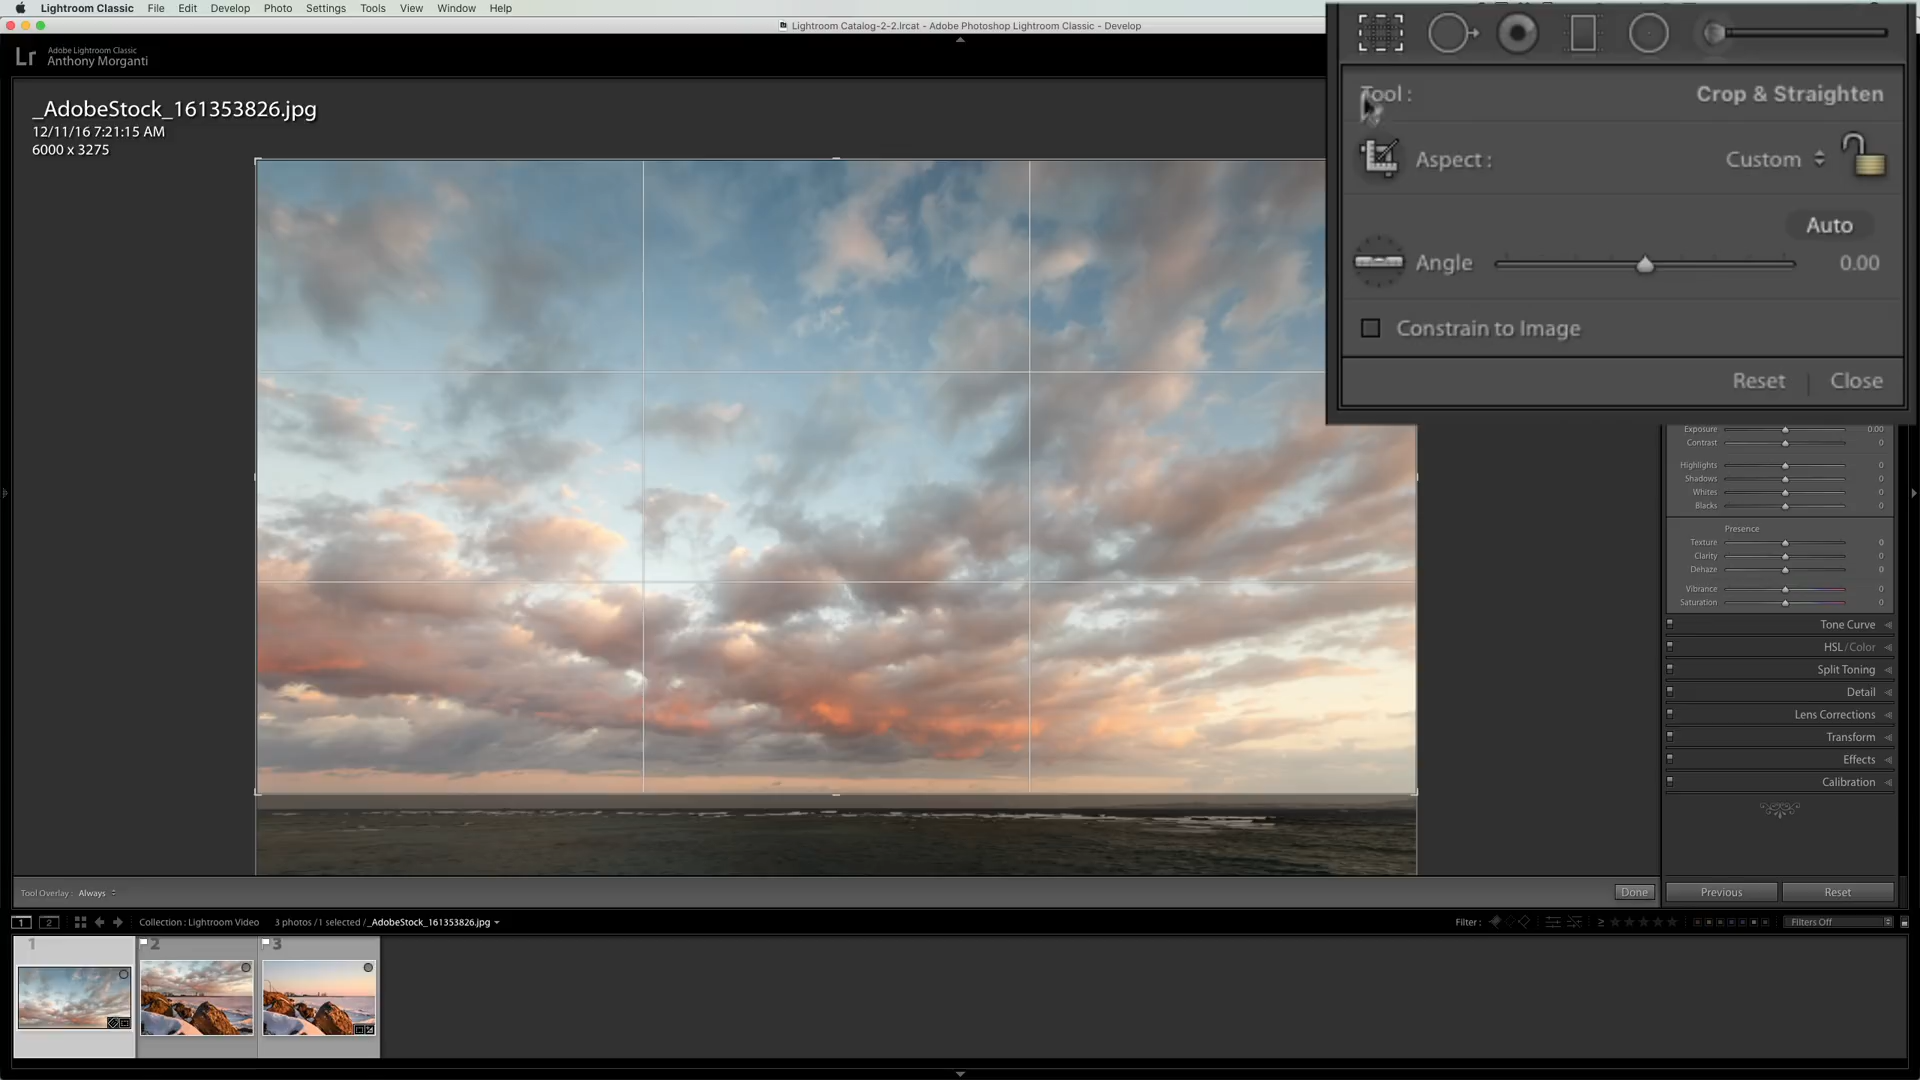 Lightroom Classic File Edit Develop Photo Settings Tools View Window Help
Lightroom Catalog-2-2.lrcat - Adobe Photoshop Lightroom Classic - Develop
Lr
Adobe Lightroom Classic
Anthony Morganti
_AdobeStock_161353826.jpg
12/11/16 7:21:15 AM
6000 x 3275
Tool : Crop & Straighten
Aspect : Custom
Auto
Angle 0.00
Constrain to Image
Reset Close
Exposure 0.00
Contrast 0
Highlights 0
Shadows 0
Whites 0
Blacks 0
Presence
Texture 0
Clarity 0
Dehaze 0
Vibrance 0
Saturation 0
Tone Curve
HSL / Color
Split Toning
Detail
Lens Corrections
Transform
Effects
Calibration
Tool Overlay : Always
Done
Previous Reset
1 2 Collection : Lightroom Video 3 photos / 1 selected / _AdobeStock_161353826.jpg
Filter : ≥ Filters Off
1 2 3